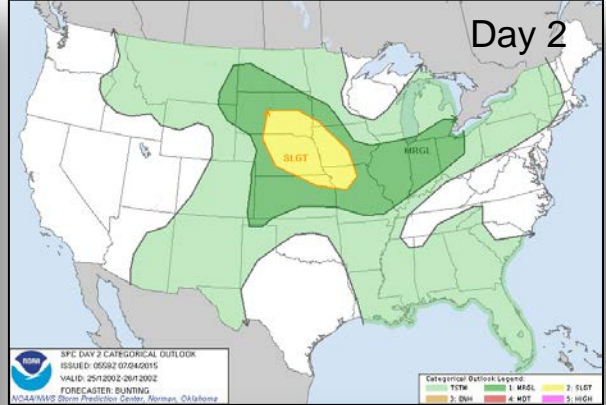 Day 2
SLGT
MRGL
NOAA
SPC DAY 2 CATEGORICAL OUTLOOK
ISSUED: 0559Z 07/24/2015
VALID: 25/1200Z-26/1200Z
FORECASTER: BUNTING
NOAA/NWS Storm Prediction Center, Norman, Oklahoma
Categorical Outlook Legend:
TSTM 1: MRGL 2: SLGT
3: ENH 4: MDT 5: HIGH